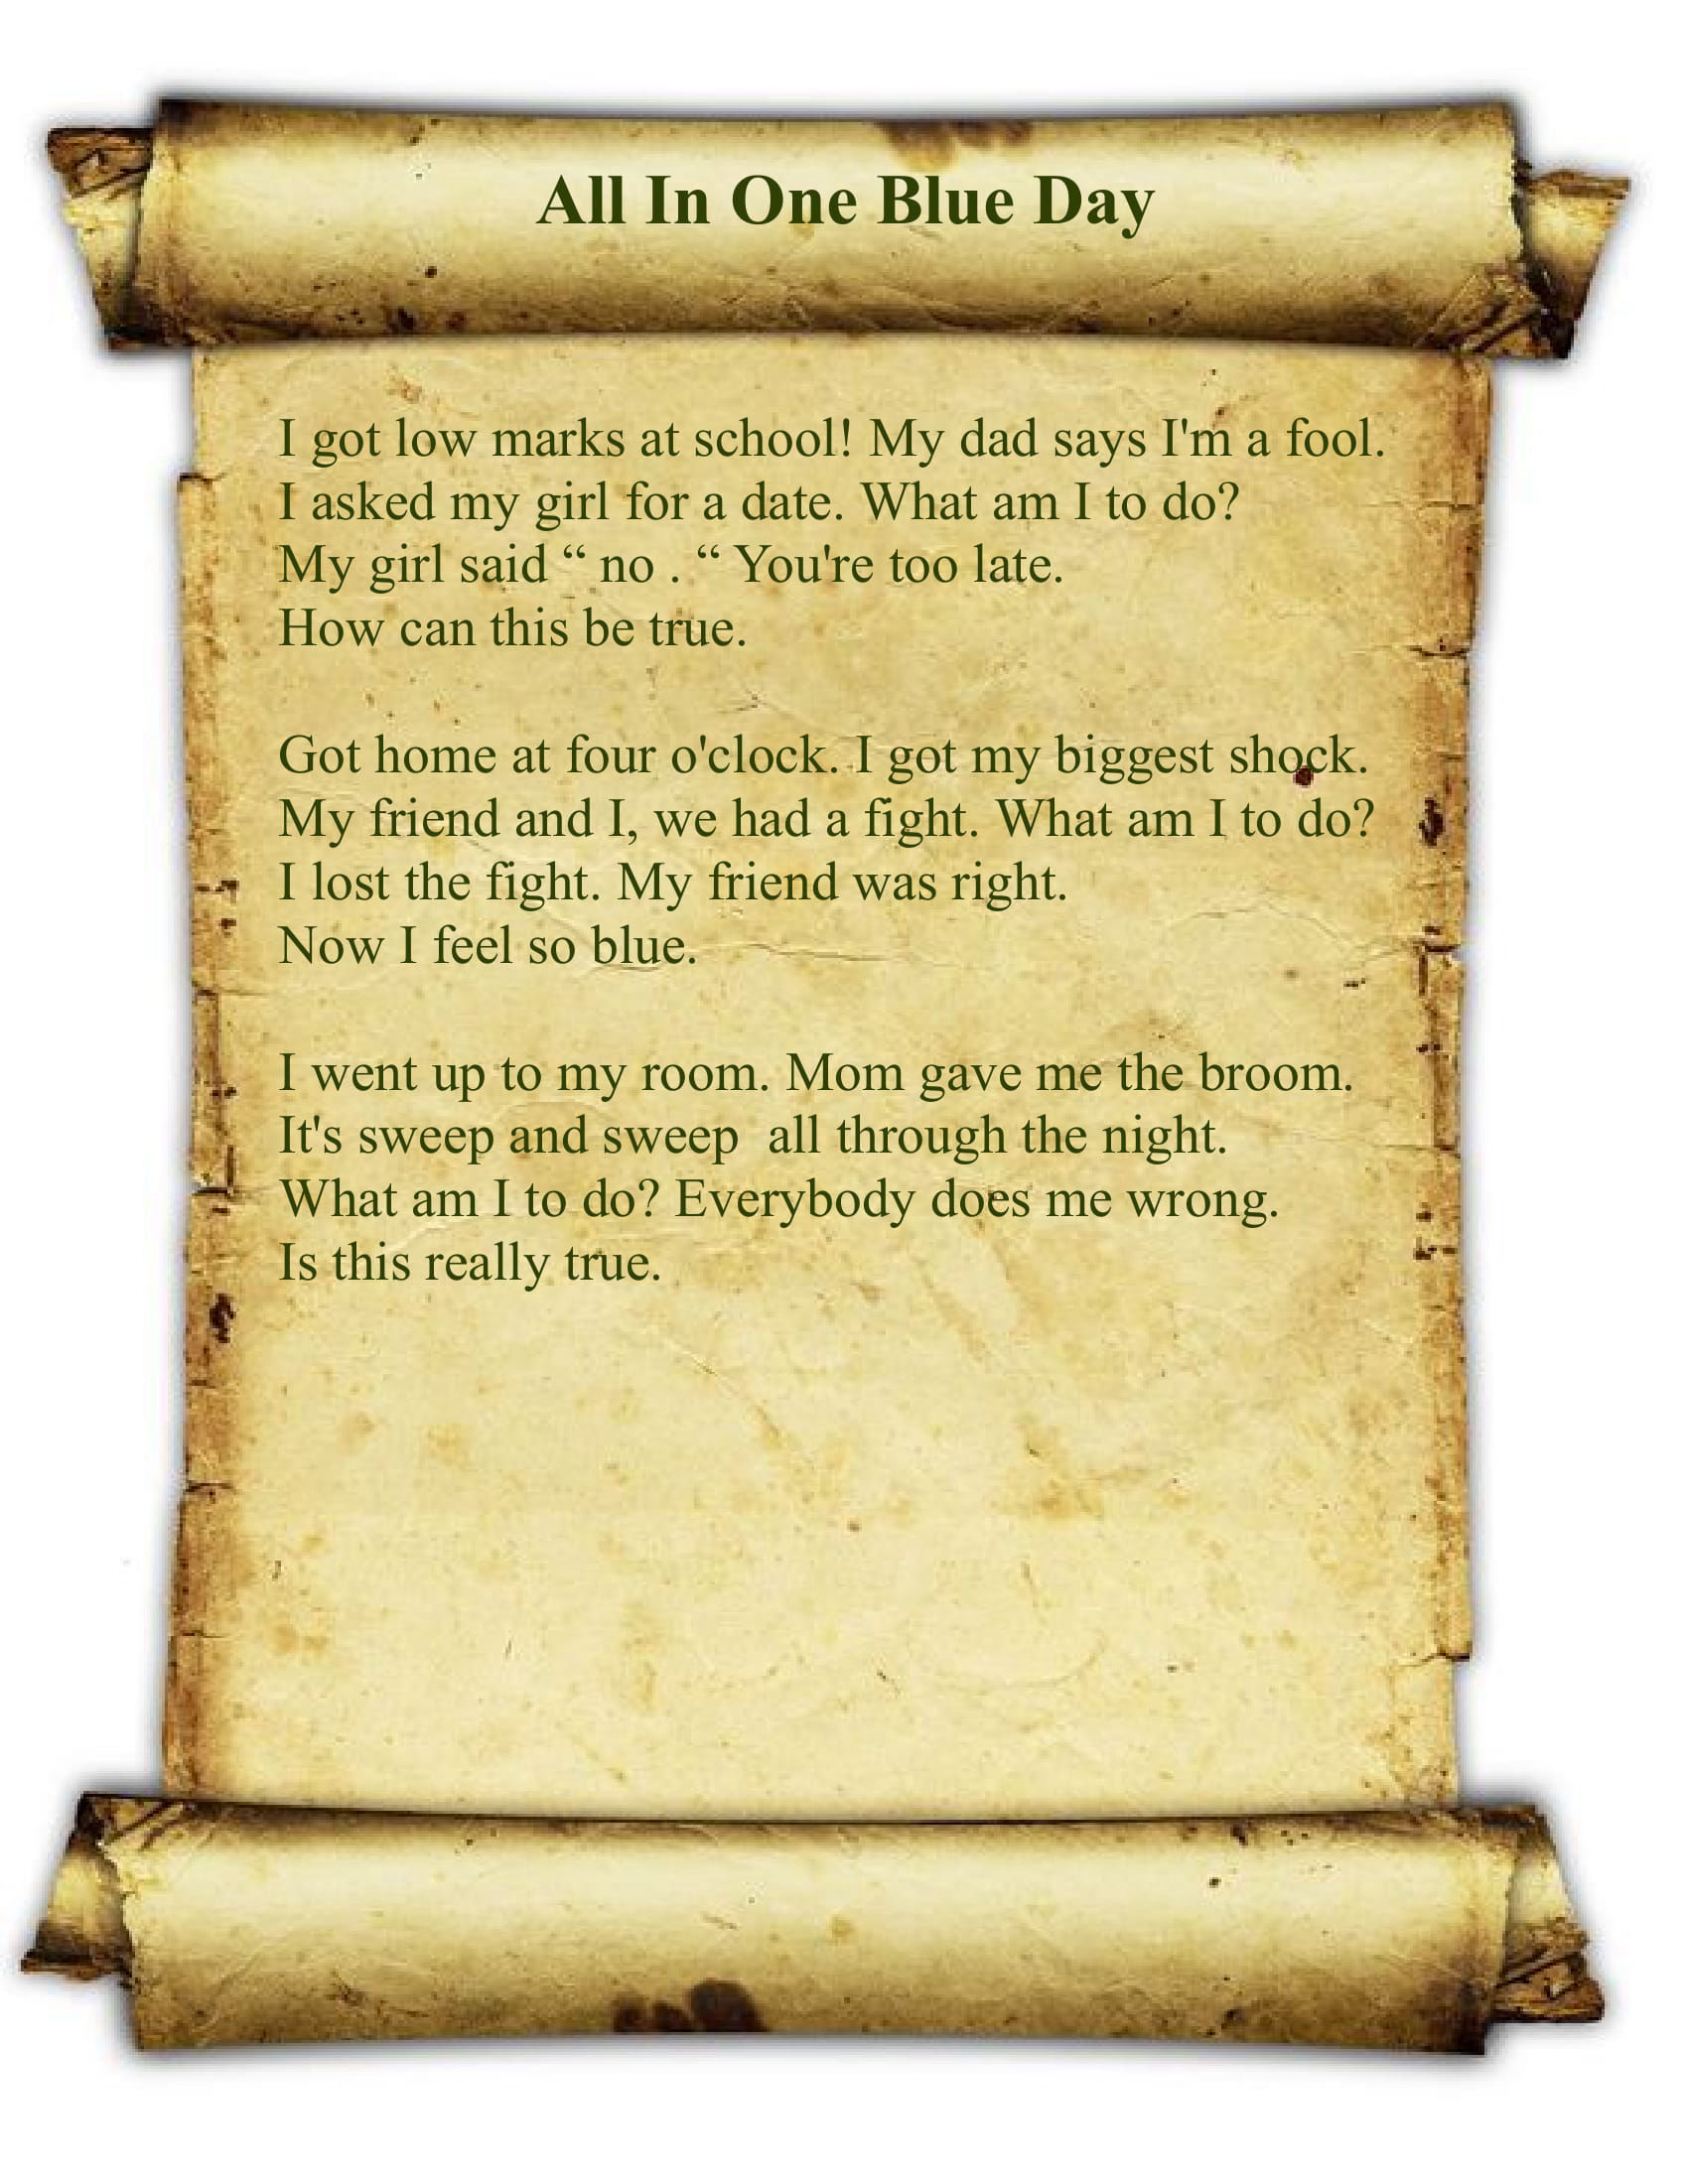 All In One Blue Day
I got low marks at school! My dad says I'm a fool.
I asked my girl for a date. What am I to do?
My girl said “ no . “ You're too late.
How can this be true.
Got home at four o'clock. I got my biggest shock.
My friend and I, we had a fight. What am I to do?
I lost the fight. My friend was right.
Now I feel so blue.
I went up to my room. Mom gave me the broom.
It's sweep and sweep  all through the night.
What am I to do? Everybody does me wrong.
Is this really true.